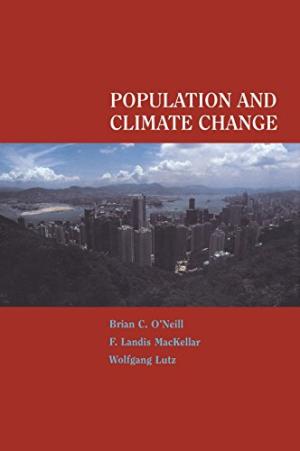 POPULATION AND
CLIMATE CHANGE
Brian C. O'Neill
F. Landis MacKellar
Wolfgang Lutz